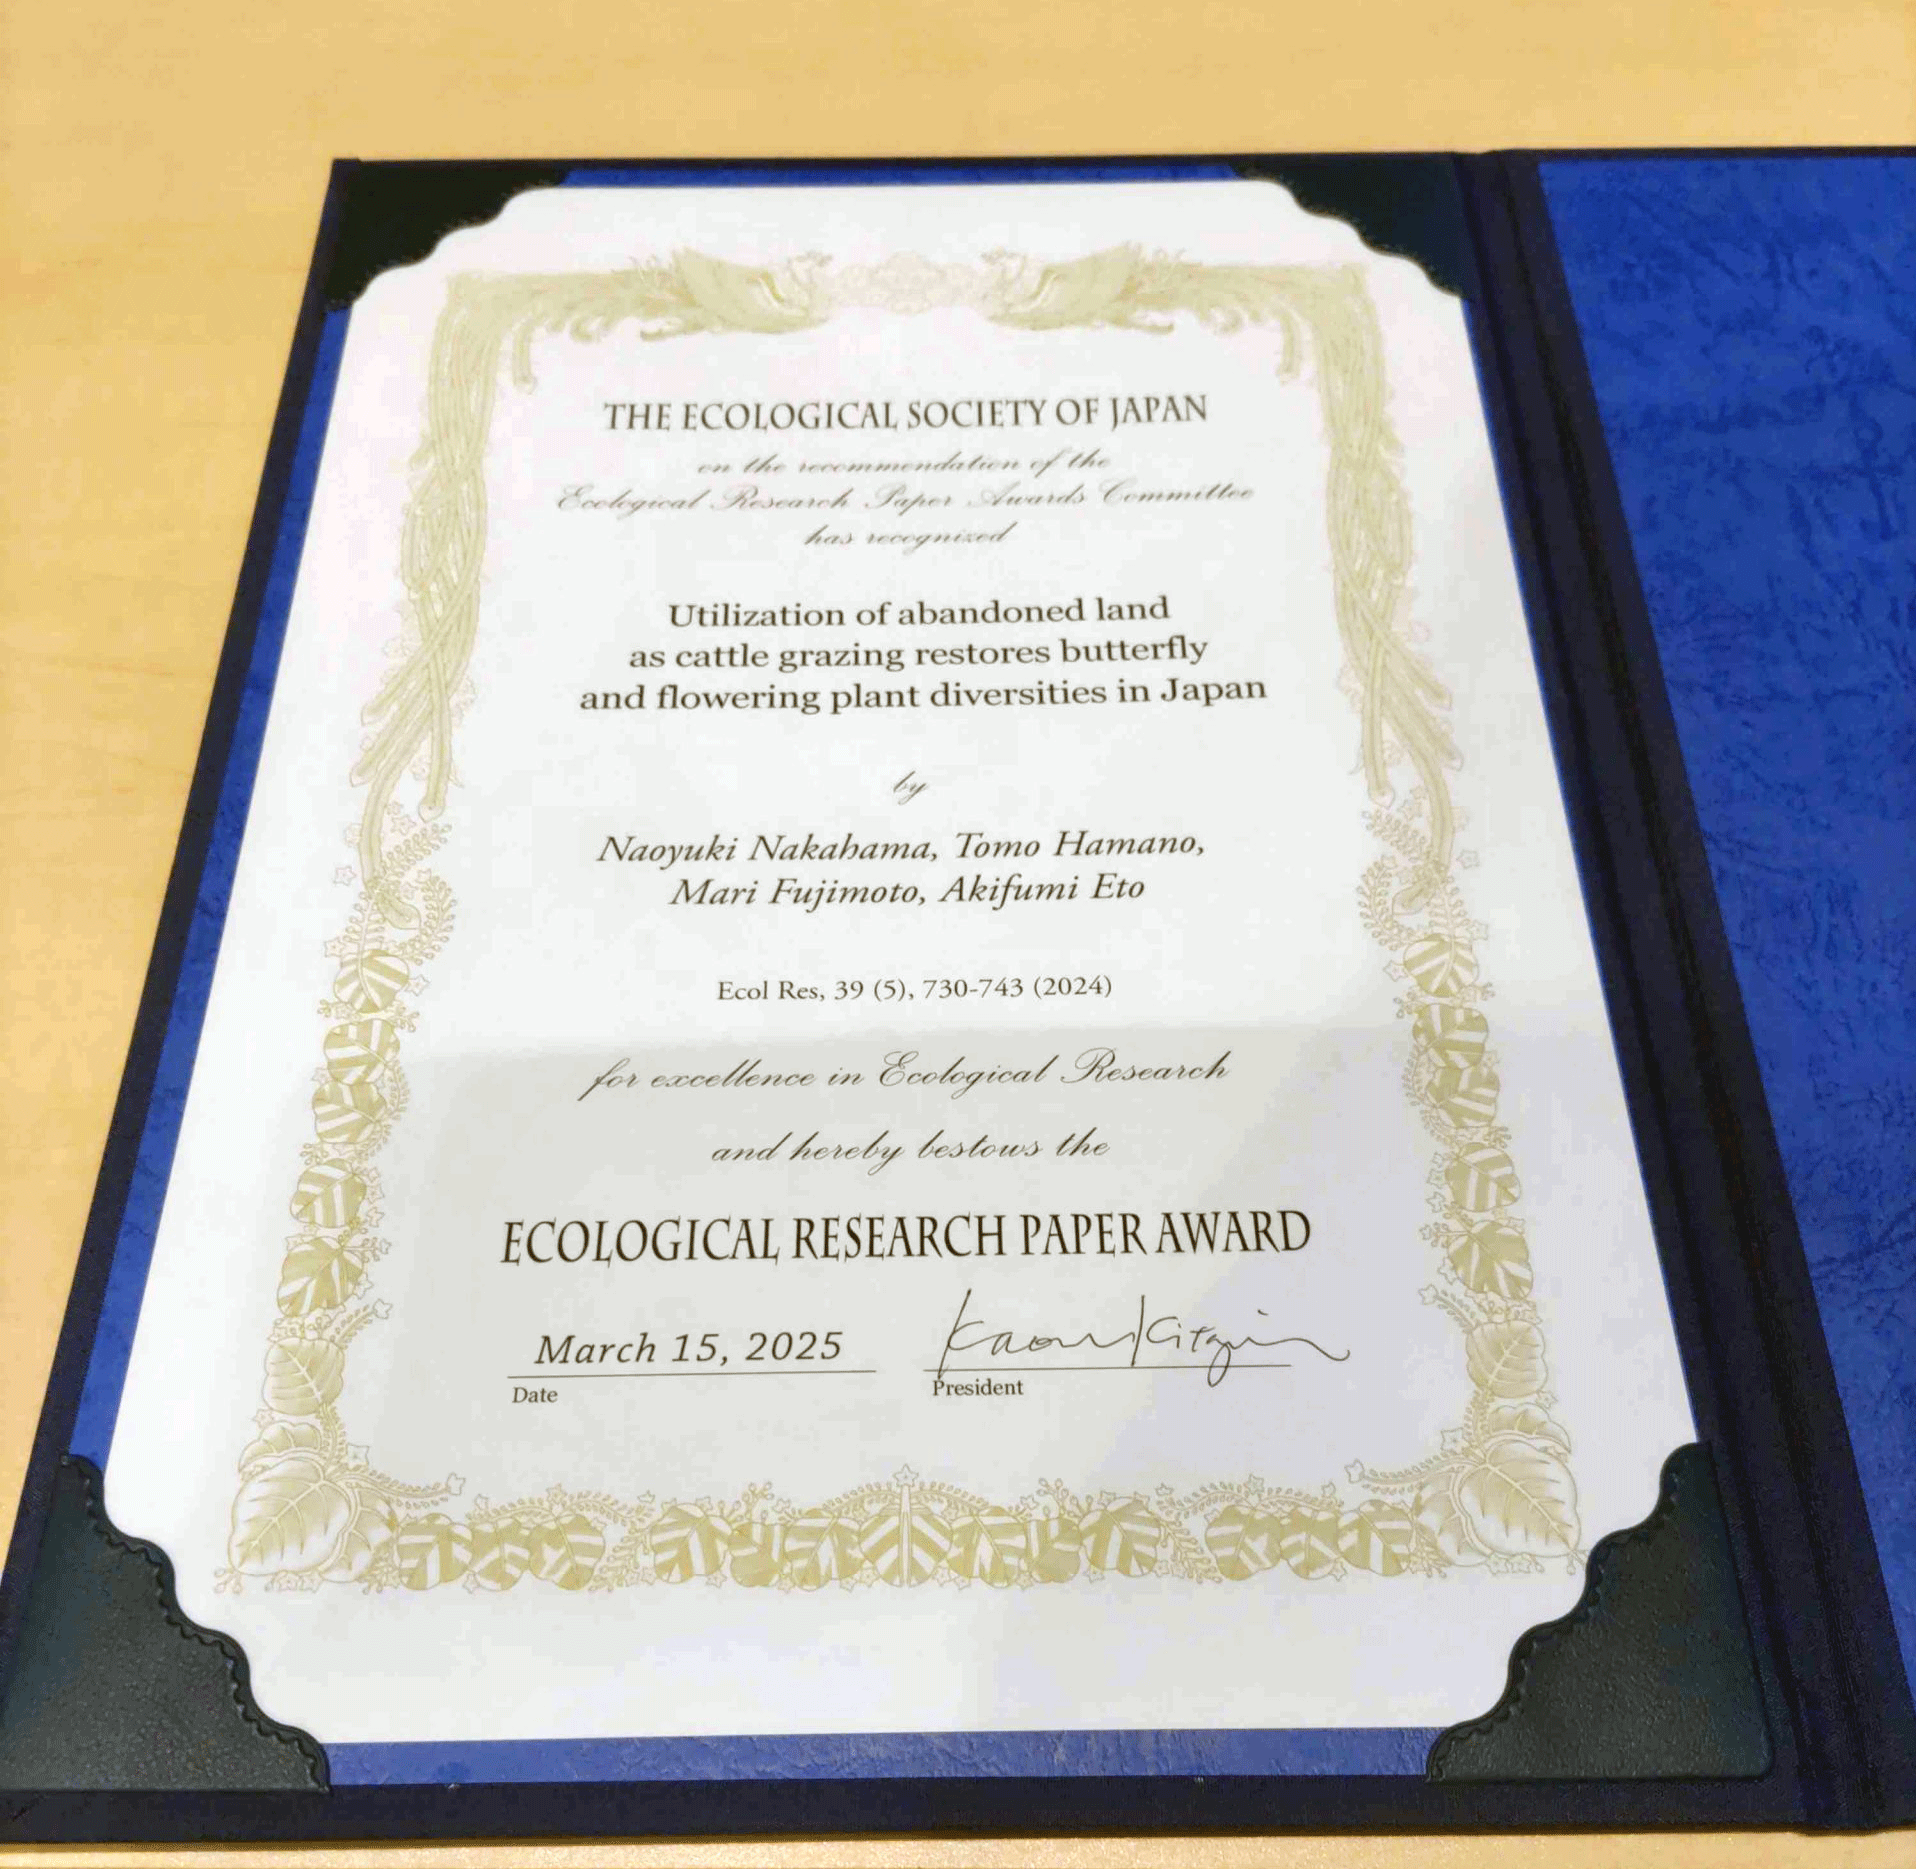 THE ECOLOGICAL SOCIETY OF JAPAN
on the recommendation of the
Ecological Research Paper Awards Committee
has recognized
Utilization of abandoned land
as cattle grazing restores butterfly
and flowering plant diversities in Japan
by
Naoyuki Nakahama, Tomo Hamano,
Mari Fujimoto, Akifumi Eto
Ecol Res, 39 (5), 730-743 (2024)
for excellence in Ecological Research
and hereby bestows the
ECOLOGICAL RESEARCH PAPER AWARD
March 15, 2025
Date
President